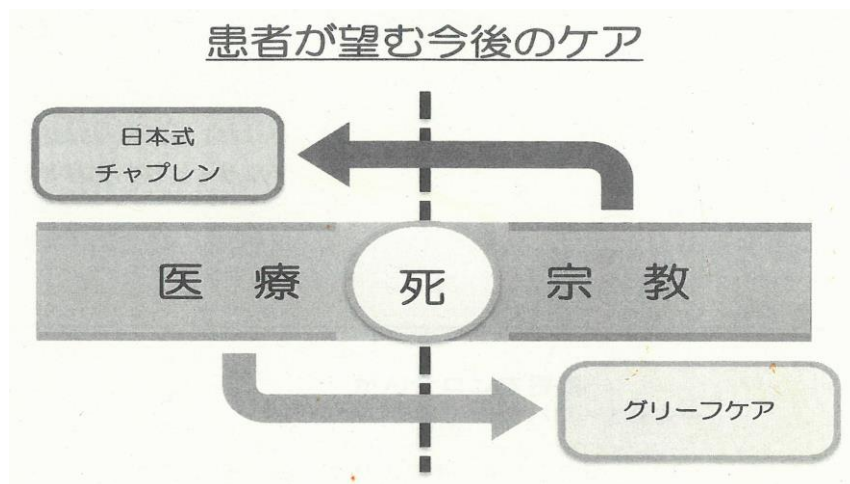 患者が望む今後のケア
日本式
チャプレン
医療
死
宗教
グリーフケア